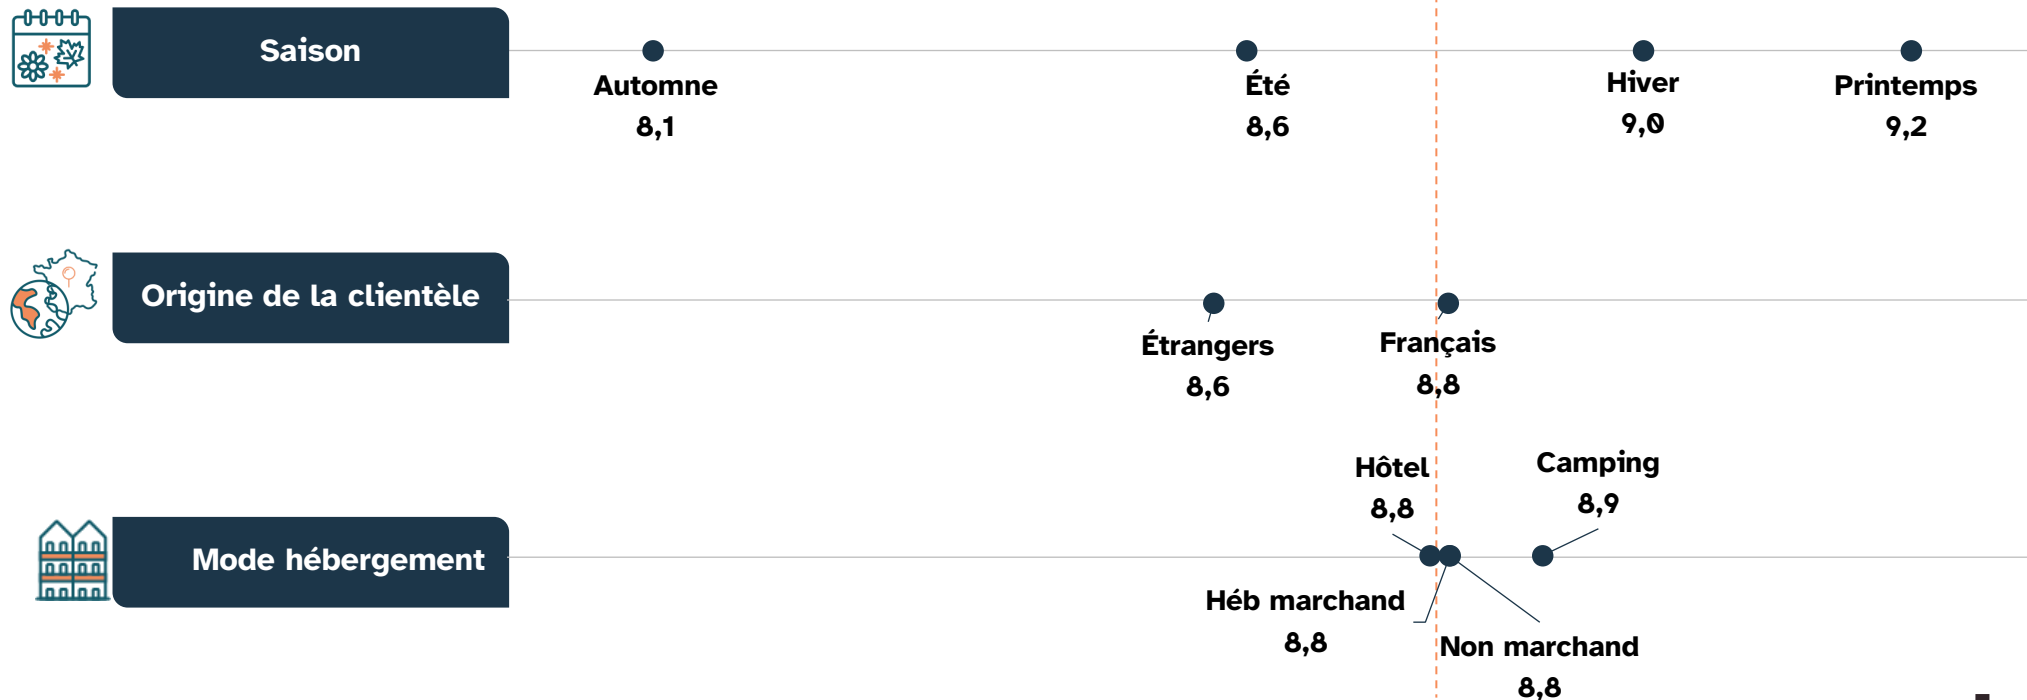 Saison
Automne
8,1
Été
8,6
Hiver
9,0
Printemps
9,2
Origine de la clientèle
Étrangers
8,6
Français
8,8
Mode hébergement
Hôtel
8,8
Camping
8,9
Héb marchand
8,8
Non marchand
8,8